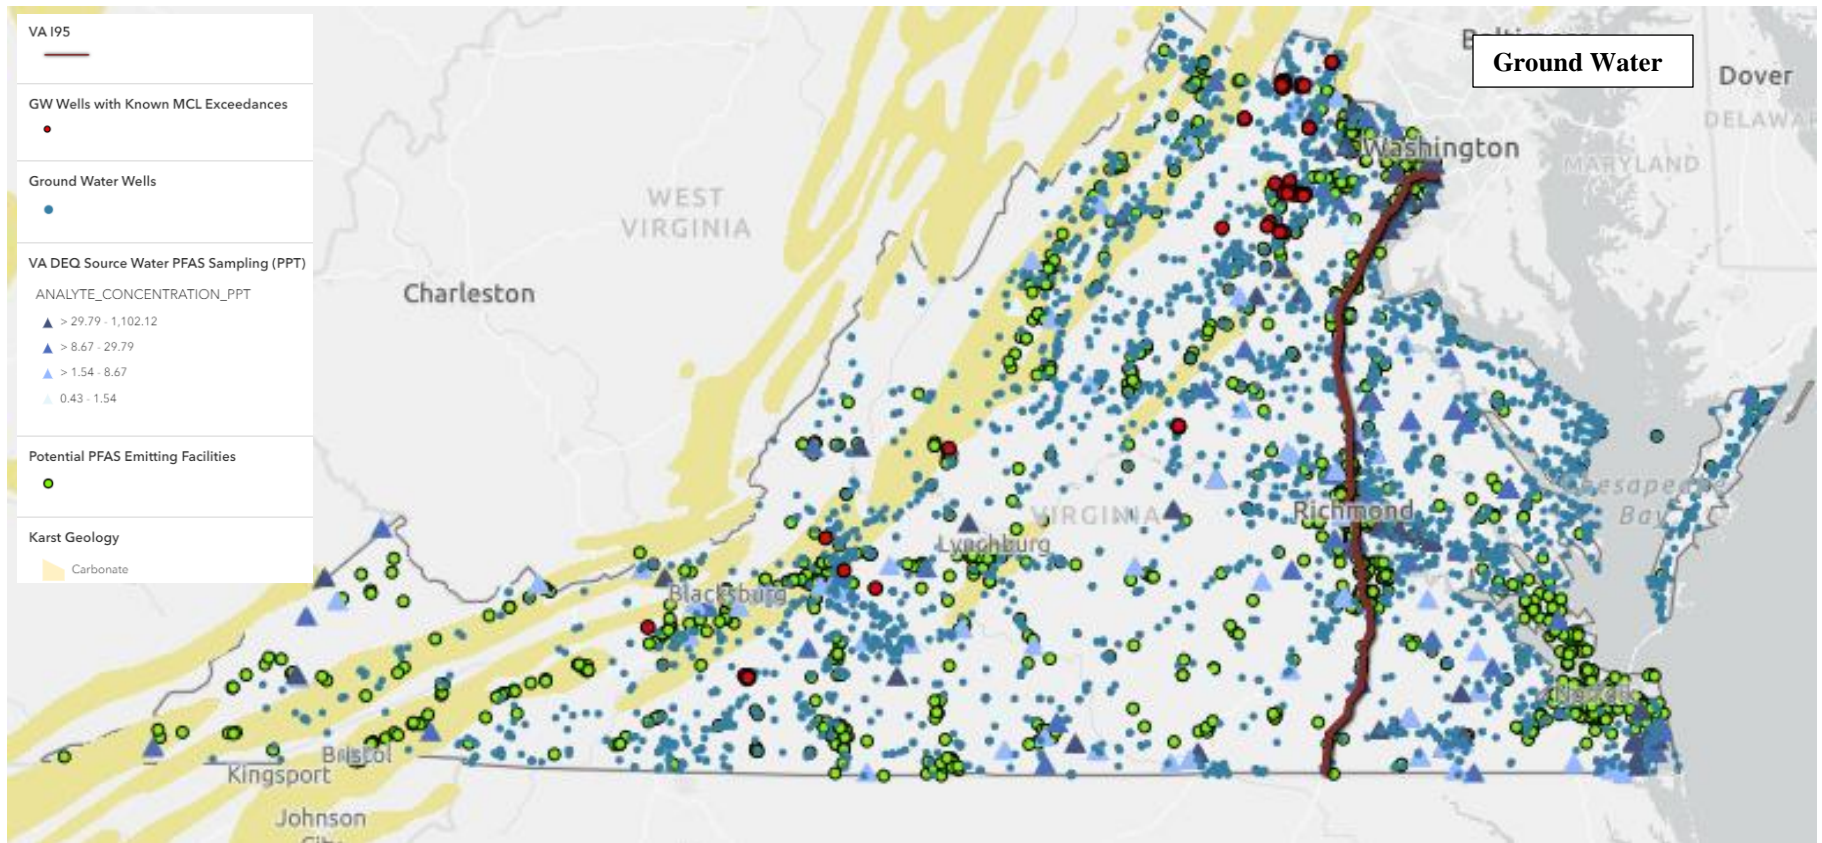 VA I95
GW Wells with Known MCL Exceedances
Ground Water Wells
VA DEQ Source Water PFAS Sampling (PPT)
ANALYTE_CONCENTRATION_PPT
> 29.79 - 1,102.12
> 8.67 - 29.79
> 1.54 - 8.67
0.43 - 1.54
Potential PFAS Emitting Facilities
Karst Geology
Carbonate
Ground Water
Dover
DELAWA
Washington
MARYLAND
WEST
VIRGINIA
Charleston
Bay
VIRGINIA
Richmond
Lynchburg
Blacksburg
Bristol
Kingsport
Johnson